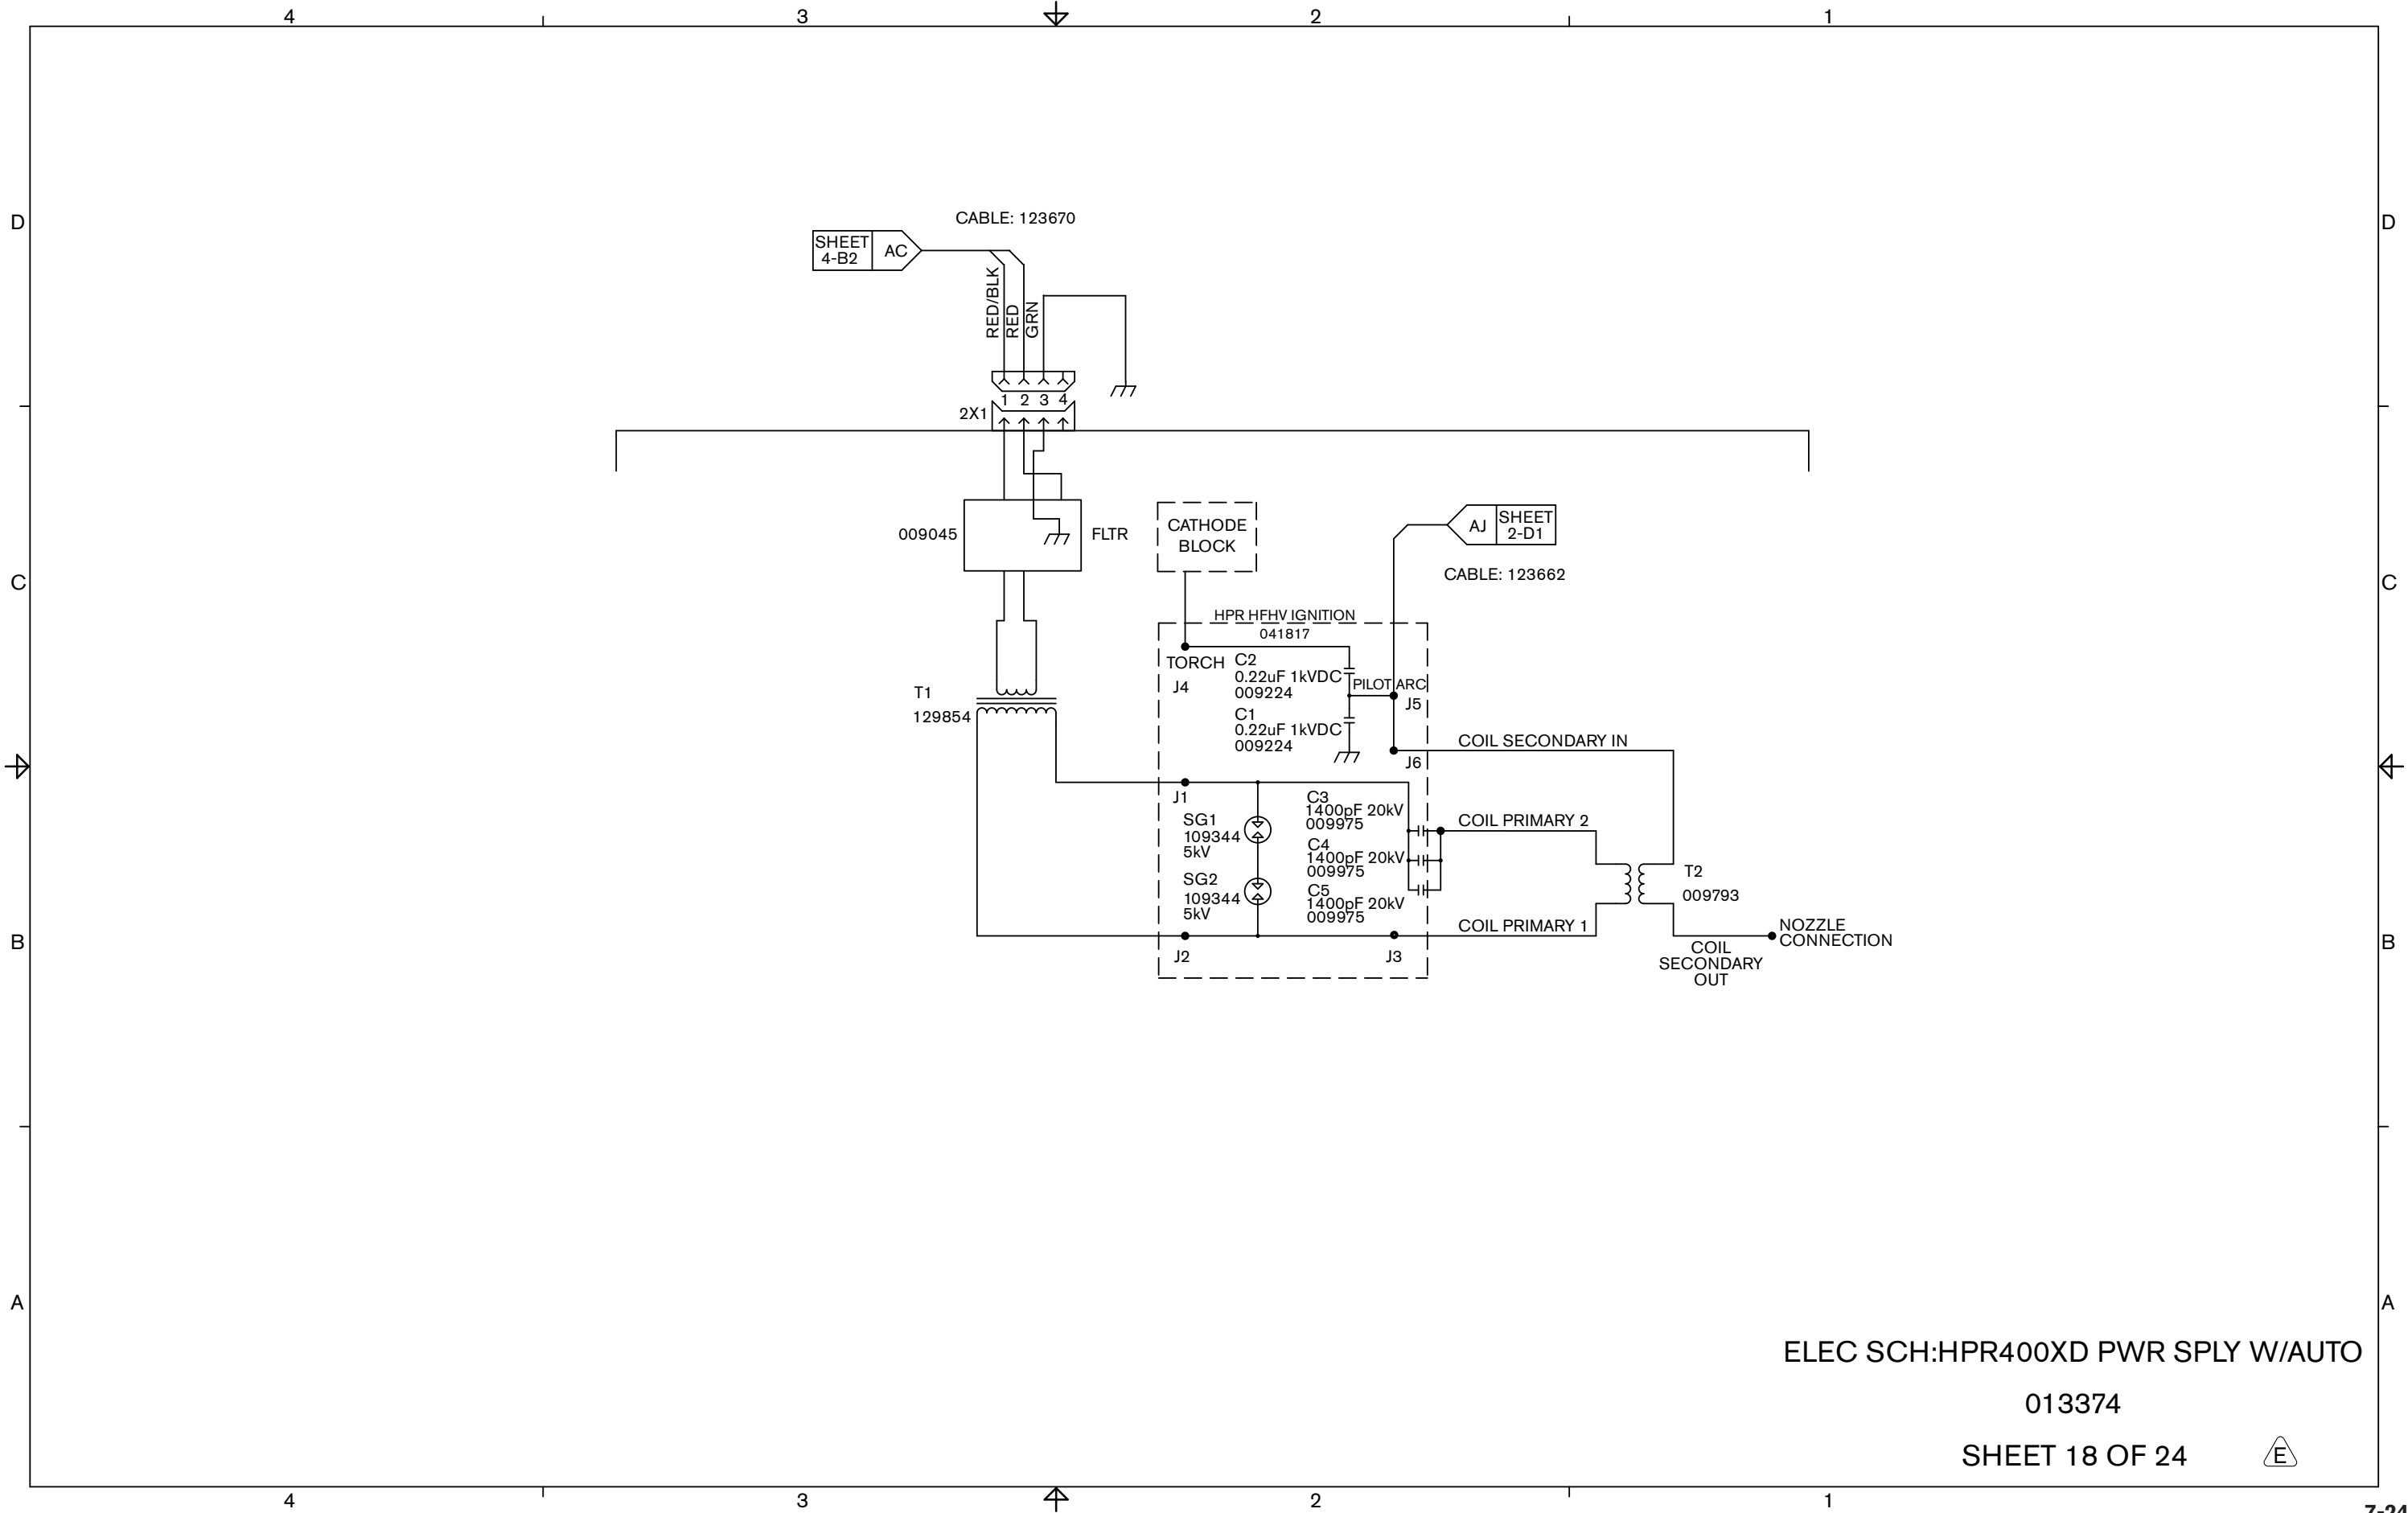 4 3 2 1
D D
CABLE: 123670
SHEET
4-B2
AC
RED/BLK
RED
GRN
1 2 3 4
2X1
009045
FLTR
CATHODE
BLOCK
AJ
SHEET
2-D1
CABLE: 123662
C C
HPR HFHV IGNITION
041817
TORCH
J4
C2
0.22uF 1kVDC
009224
PILOT ARC
J5
C1
0.22uF 1kVDC
009224
T1
129854
COIL SECONDARY IN
J6
J1
SG1
109344
5kV
SG2
109344
5kV
C3
1400pF 20kV
009975
C4
1400pF 20kV
009975
C5
1400pF 20kV
009975
COIL PRIMARY 2
T2
009793
COIL PRIMARY 1
J2
J3
NOZZLE
CONNECTION
COIL
SECONDARY
OUT
B B
A A
ELEC SCH:HPR400XD PWR SPLY W/AUTO
013374
SHEET 18 OF 24
E
4 3 2 1
7-24